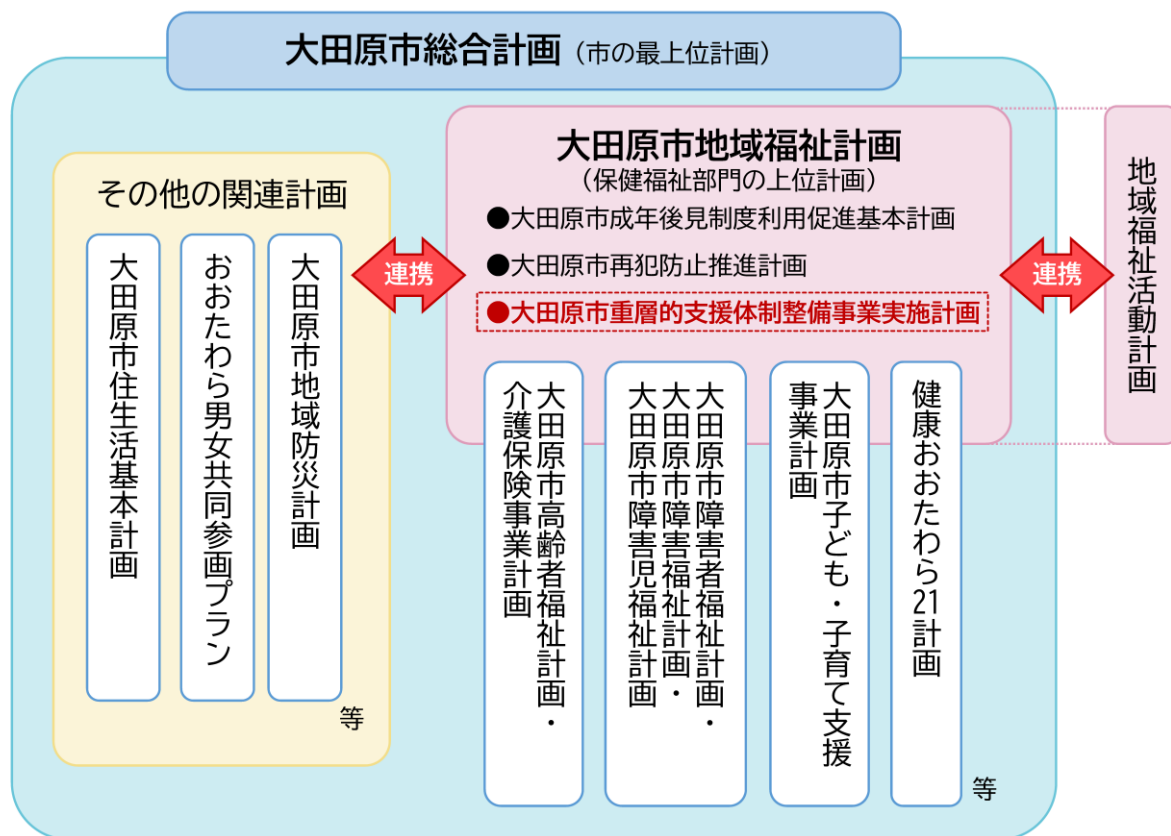 大田原市総合計画（市の最上位計画）
その他の関連計画
大田原市住生活基本計画
おおたわら男女共同参画プラン
大田原市地域防災計画
等
連携
大田原市地域福祉計画
（保健福祉部門の上位計画）
●大田原市成年後見制度利用促進基本計画
●大田原市再犯防止推進計画
●大田原市重層的支援体制整備事業実施計画
大田原市高齢者福祉計画・
介護保険事業計画
大田原市障害者福祉計画・
大田原市障害福祉計画・
大田原市障害児福祉計画
大田原市子ども・子育て支援
事業計画
健康おおたわら21計画
等
連携
地域福祉活動計画